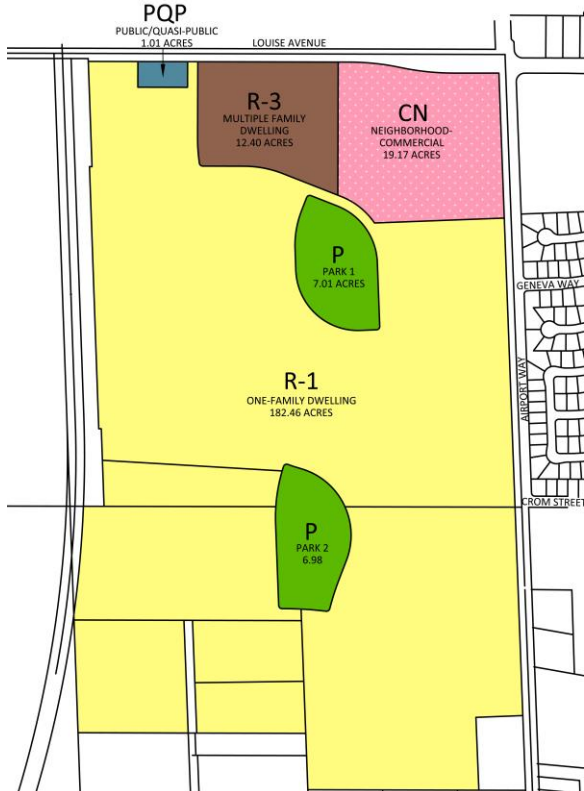 PQP
PUBLIC/QUASI-PUBLIC
1.01 ACRES
LOUISE AVENUE
R-3
MULTIPLE FAMILY
DWELLING
12.40 ACRES
CN
NEIGHBORHOOD-
COMMERCIAL
19.17 ACRES
P
PARK 1
7.01 ACRES
GENEVA WAY
R-1
ONE-FAMILY DWELLING
182.46 ACRES
AIRPORT WAY
CROM STREET
P
PARK 2
6.98